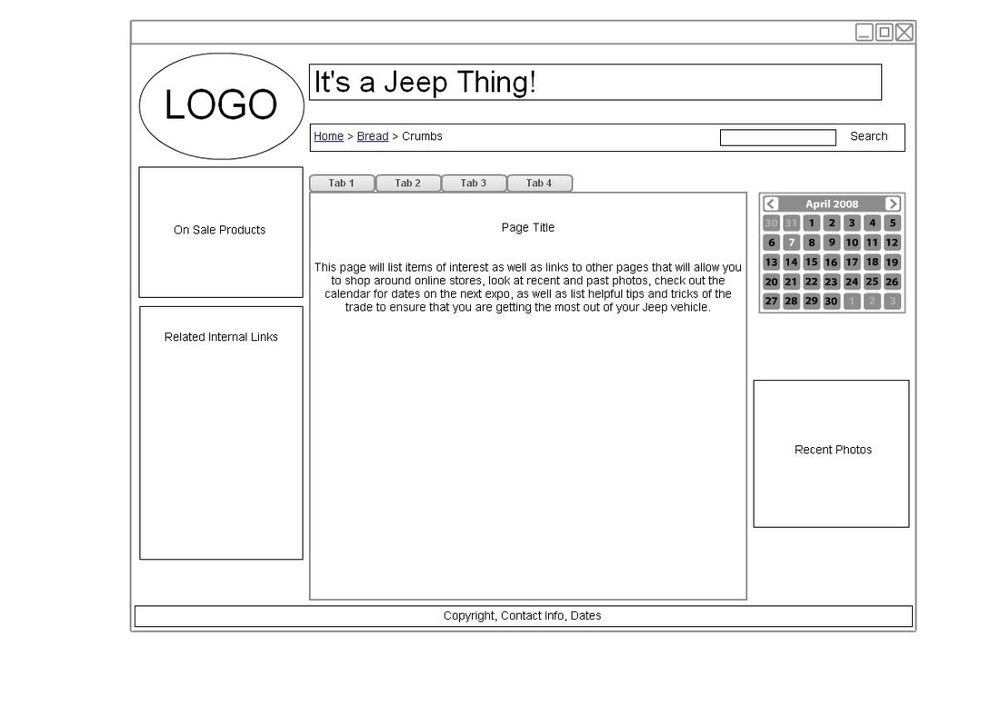 LOGO
It's a Jeep Thing!
Home > Bread > Crumbs
Search
Tab 1 Tab 2 Tab 3 Tab 4
On Sale Products
Related Internal Links
Page Title
This page will list items of interest as well as links to other pages that will allow you
to shop around online stores, look at recent and past photos, check out the
calendar for dates on the next expo, as well as list helpful tips and tricks of the
trade to ensure that you are getting the most out of your Jeep vehicle.
April 2008
30 31 1 2 3 4 5
6 7 8 9 10 11 12
13 14 15 16 17 18 19
20 21 22 23 24 25 26
27 28 29 30 1 2 3
Recent Photos
Copyright, Contact Info, Dates